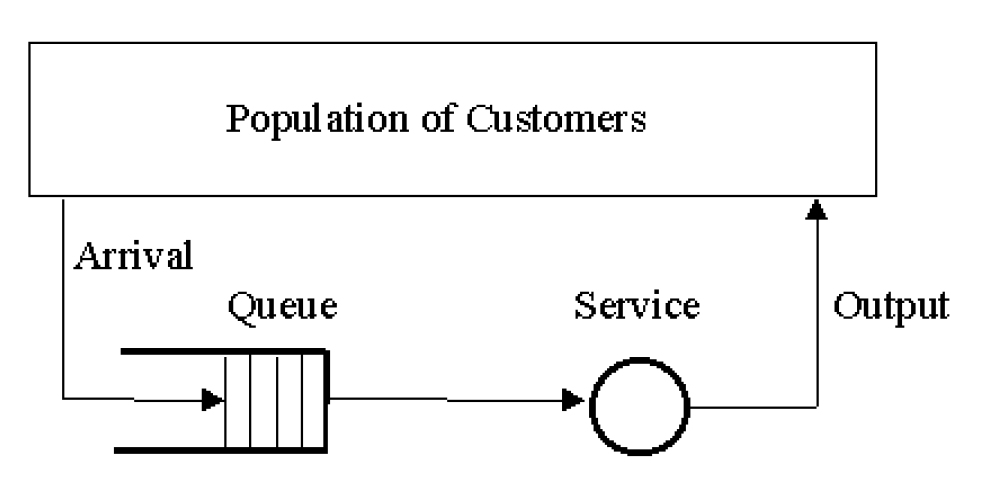 Population of Customers
Arrival
Queue
Service
Output